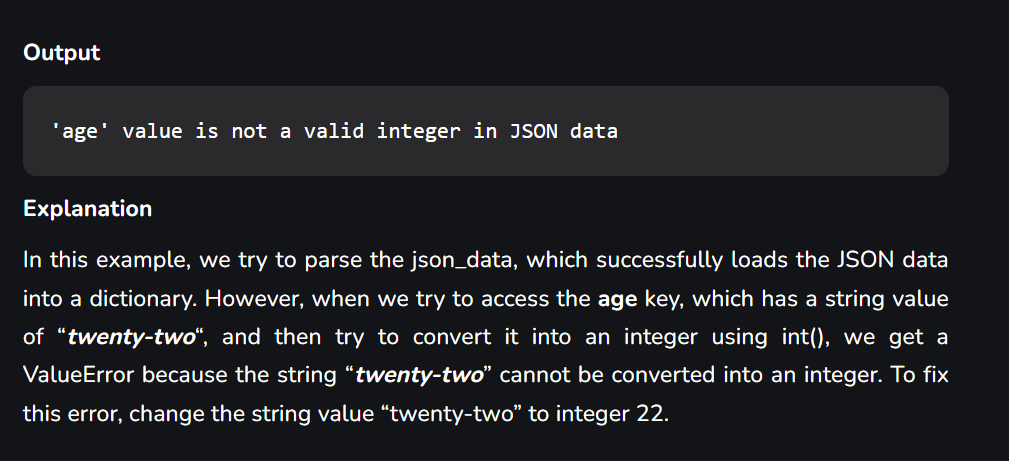 Output
'age' value is not a valid integer in JSON data
Explanation
In this example, we try to parse the json_data, which successfully loads the JSON data
into a dictionary. However, when we try to access the age key, which has a string value
of “twenty-two“, and then try to convert it into an integer using int(), we get a
ValueError because the string “twenty-two” cannot be converted into an integer. To fix
this error, change the string value “twenty-two” to integer 22.